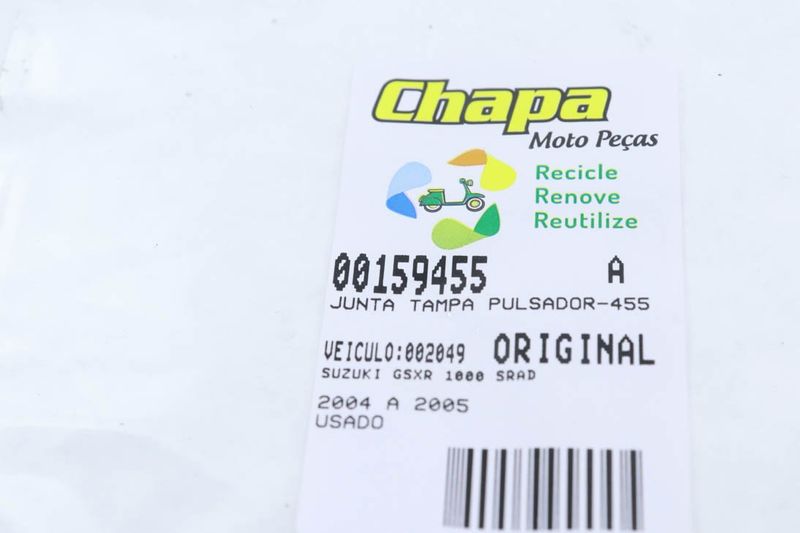 Chapa
Moto Peças
Recicle
Renove
Reutilize
00159455 A
JUNTA TAMPA PULSADOR-455
VEICULO:002049 ORIGINAL
SUZUKI GSXR 1000 SRAD
2004 A 2005
USADO